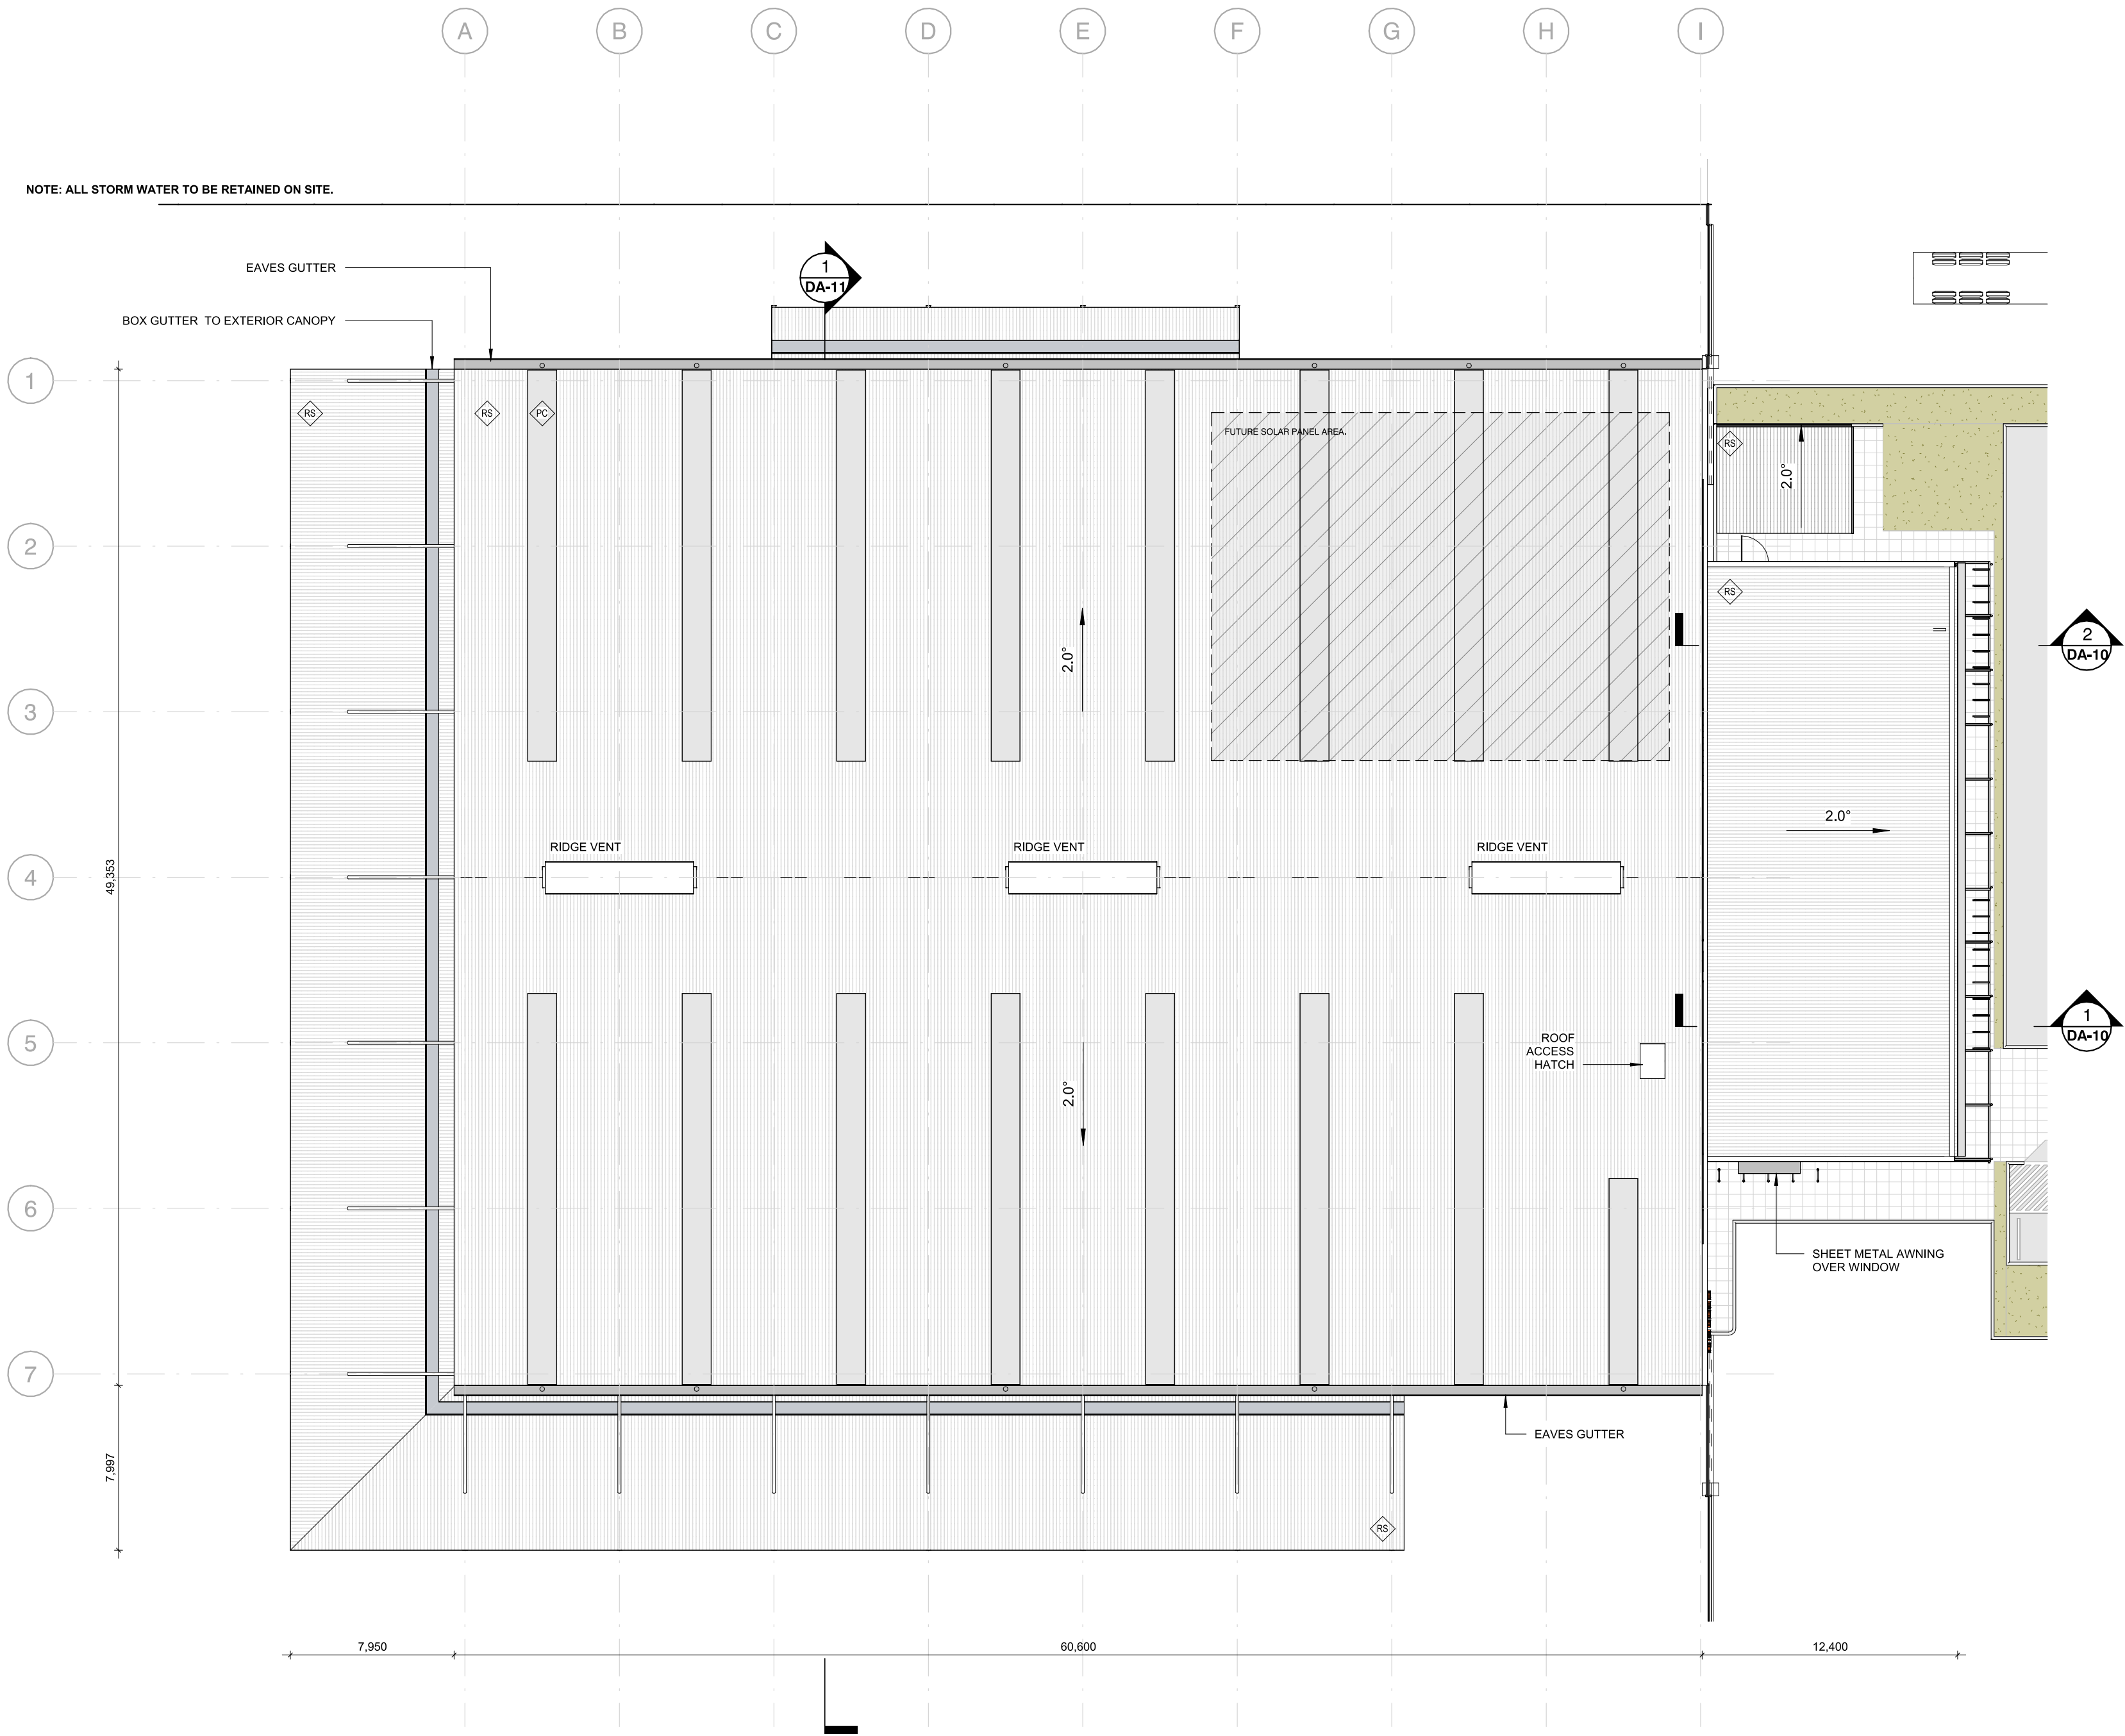 A B C D E F G H I
NOTE: ALL STORM WATER TO BE RETAINED ON SITE.
EAVES GUTTER
1
DA-11
BOX GUTTER TO EXTERIOR CANOPY
1
RS
RS
PC
FUTURE SOLAR PANEL AREA.
RS
2.0°
2
RS
2
DA-10
2.0°
3
2.0°
RIDGE VENT
RIDGE VENT
RIDGE VENT
4
49,353
1
DA-10
5
ROOF
ACCESS
HATCH
2.0°
6
SHEET METAL AWNING
OVER WINDOW
7
EAVES GUTTER
7,997
RS
7,950
60,600
12,400